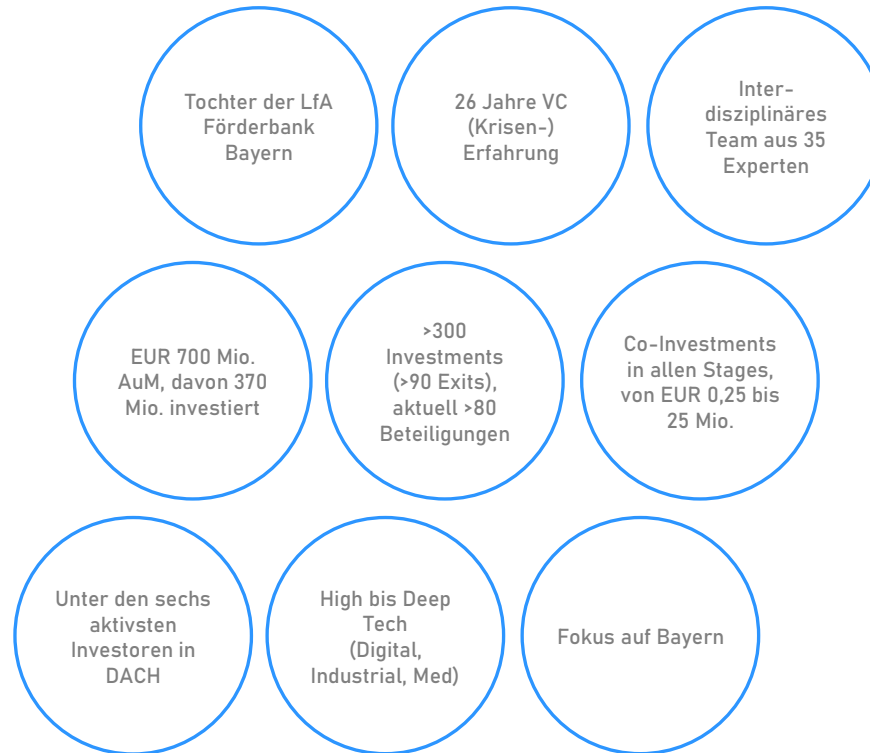 Tochter der LfA
Förderbank
Bayern
26 Jahre VC
(Krisen-)
Erfahrung
Inter-
disziplinäres
Team aus 35
Experten
EUR 700 Mio.
AuM, davon 370
Mio. investiert
>300
Investments
(>90 Exits),
aktuell >80
Beteiligungen
Co-Investments
in allen Stages,
von EUR 0,25 bis
25 Mio.
Unter den sechs
aktivsten
Investoren in
DACH
High bis Deep
Tech
(Digital,
Industrial, Med)
Fokus auf Bayern